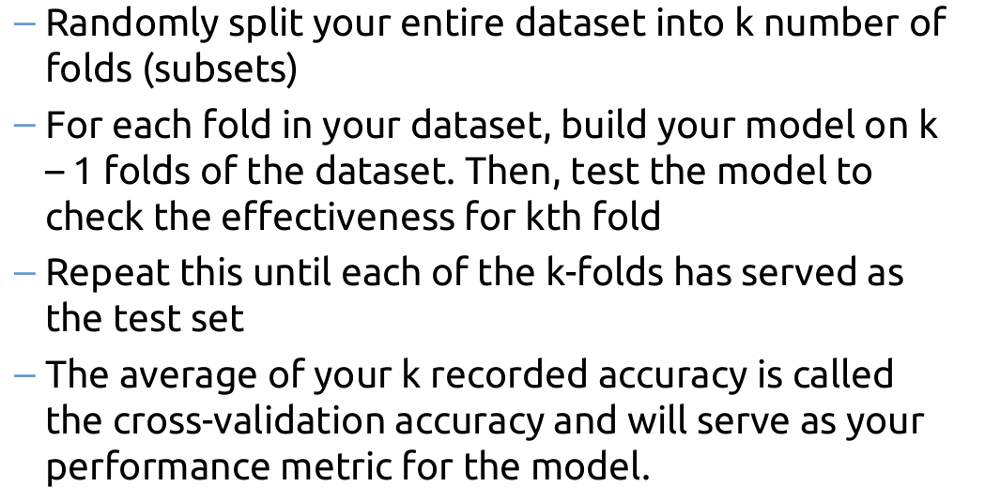 – Randomly split your entire dataset into k number of
folds (subsets)
– For each fold in your dataset, build your model on k
– 1 folds of the dataset. Then, test the model to
check the effectiveness for kth fold
– Repeat this until each of the k-folds has served as
the test set
– The average of your k recorded accuracy is called
the cross-validation accuracy and will serve as your
performance metric for the model.